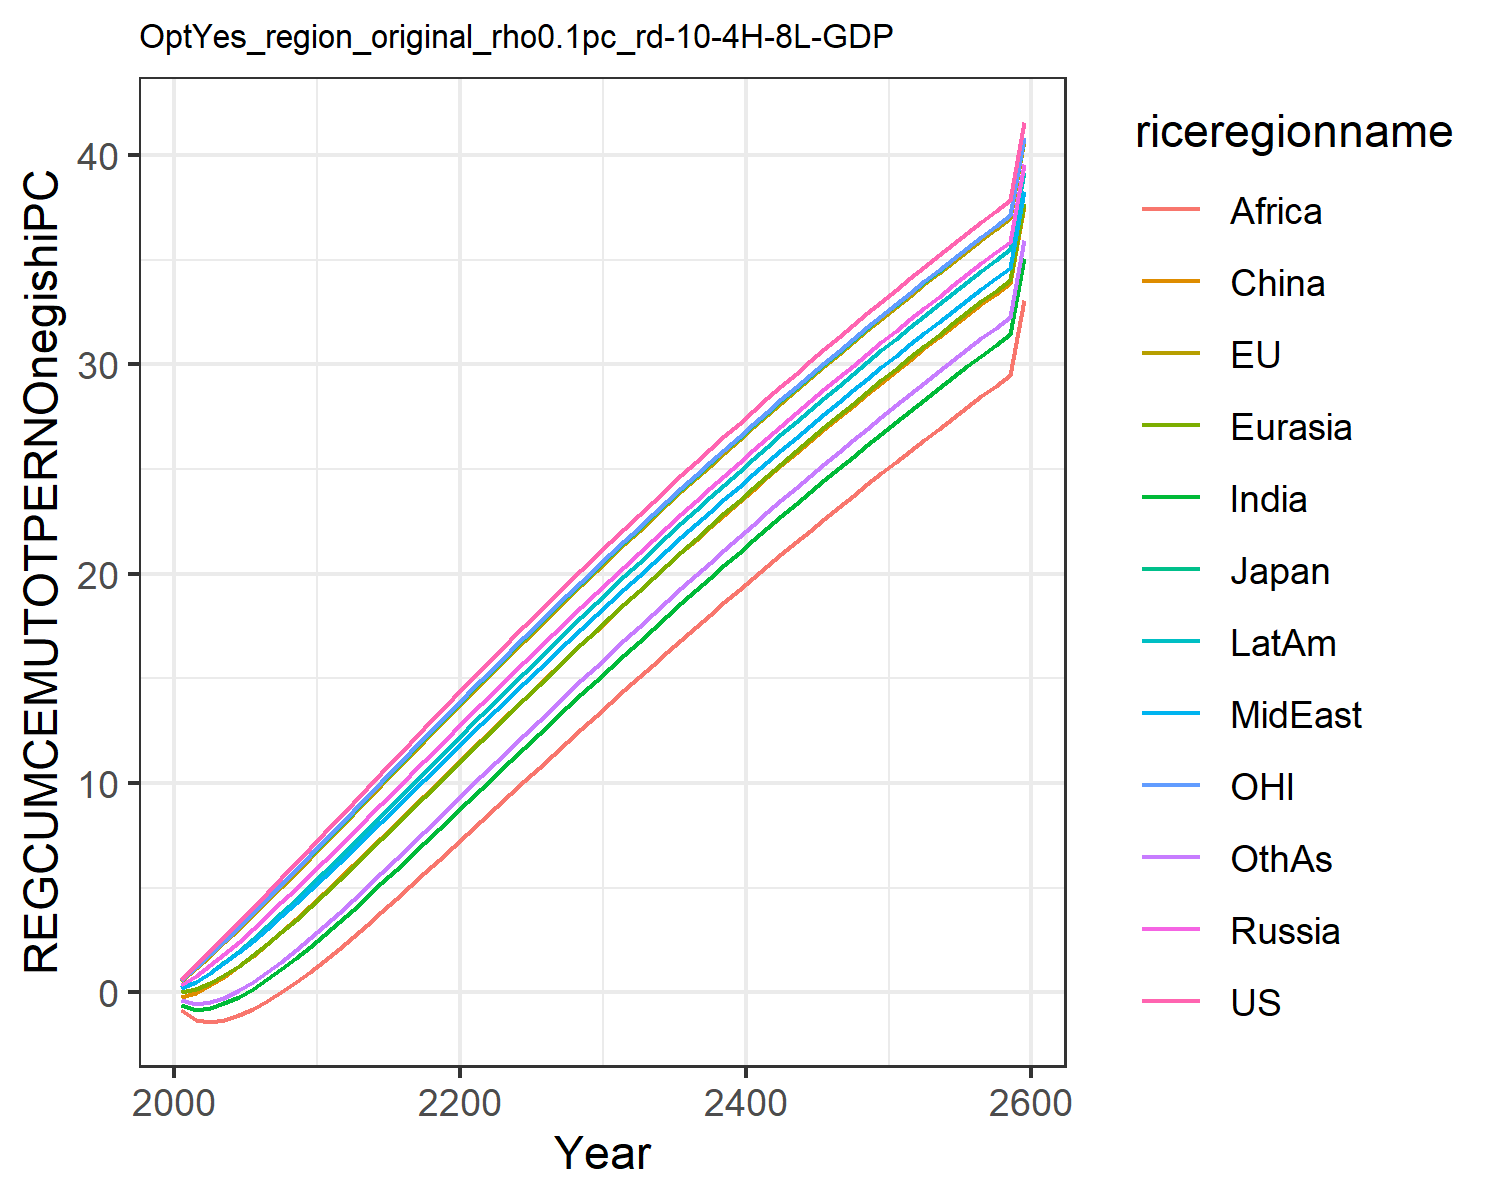 OptYes_region_original_rho0.1pc_rd-10-4H-8L-GDP
REGCUMCEMUTOTPERNOnegishiPC
40
30
20
10
0
2000 2200 2400 2600
Year
riceregionname
Africa
China
EU
Eurasia
India
Japan
LatAm
MidEast
OHI
OthAs
Russia
US